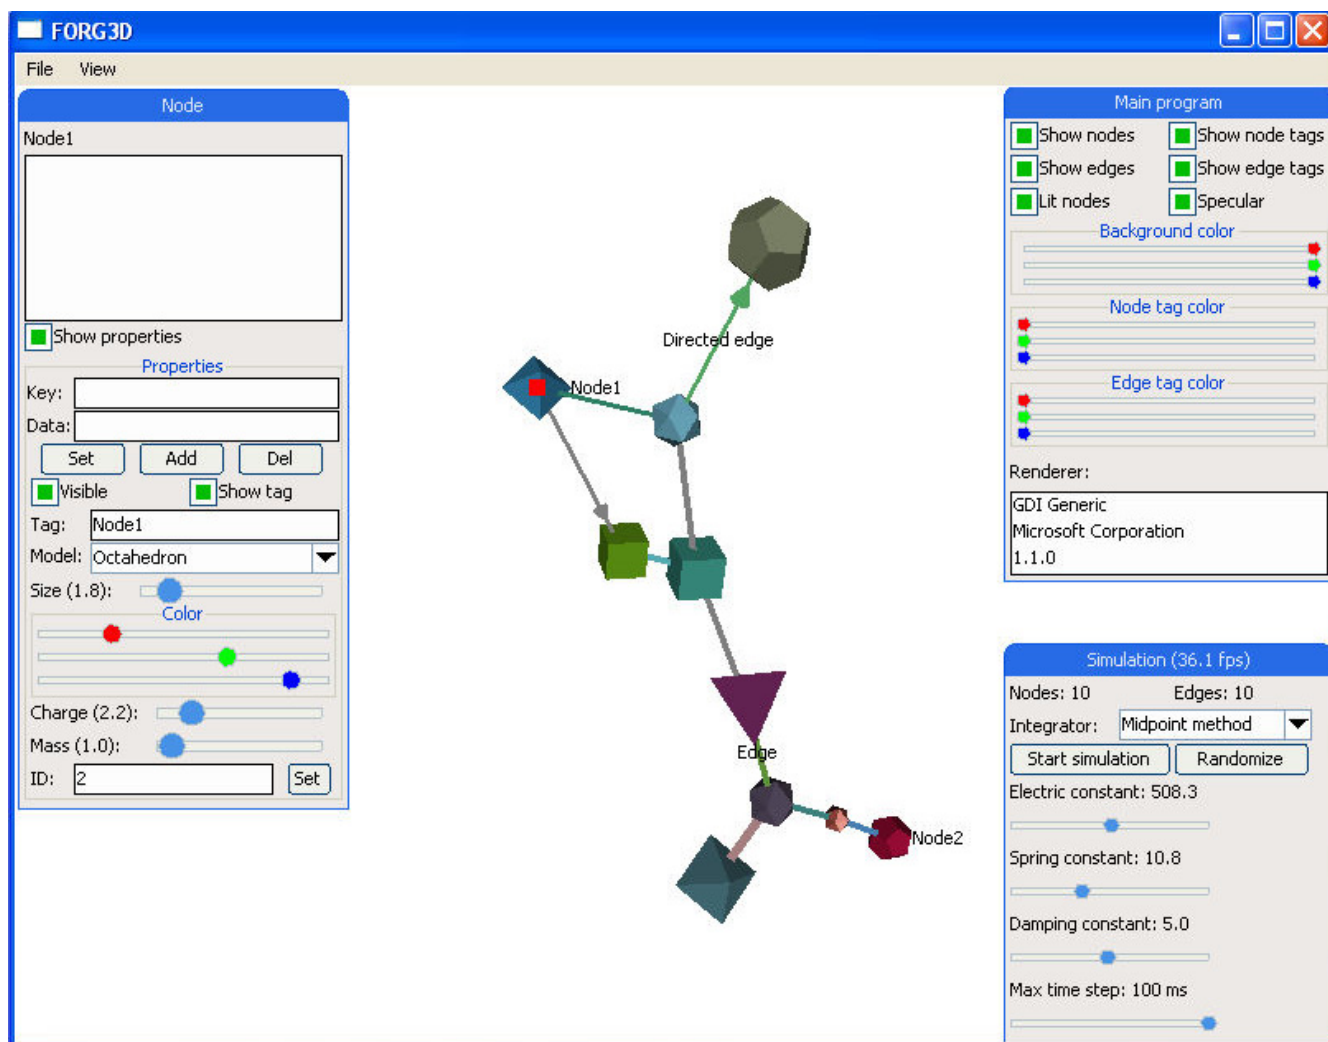 FORG3D
File View
Node
Node1
Show properties
Properties
Key:
Data:
Set Add Del
Visible Show tag
Tag: Node1
Model: Octahedron
Size (1.8):
Color
Charge (2.2):
Mass (1.0):
ID: 2 Set
Directed edge
Node1
Edge
Node2
Main program
Show nodes Show node tags
Show edges Show edge tags
Lit nodes Specular
Background color
Node tag color
Edge tag color
Renderer:
GDI Generic
Microsoft Corporation
1.1.0
Simulation (36.1 fps)
Nodes: 10 Edges: 10
Integrator: Midpoint method
Start simulation Randomize
Electric constant: 508.3
Spring constant: 10.8
Damping constant: 5.0
Max time step: 100 ms